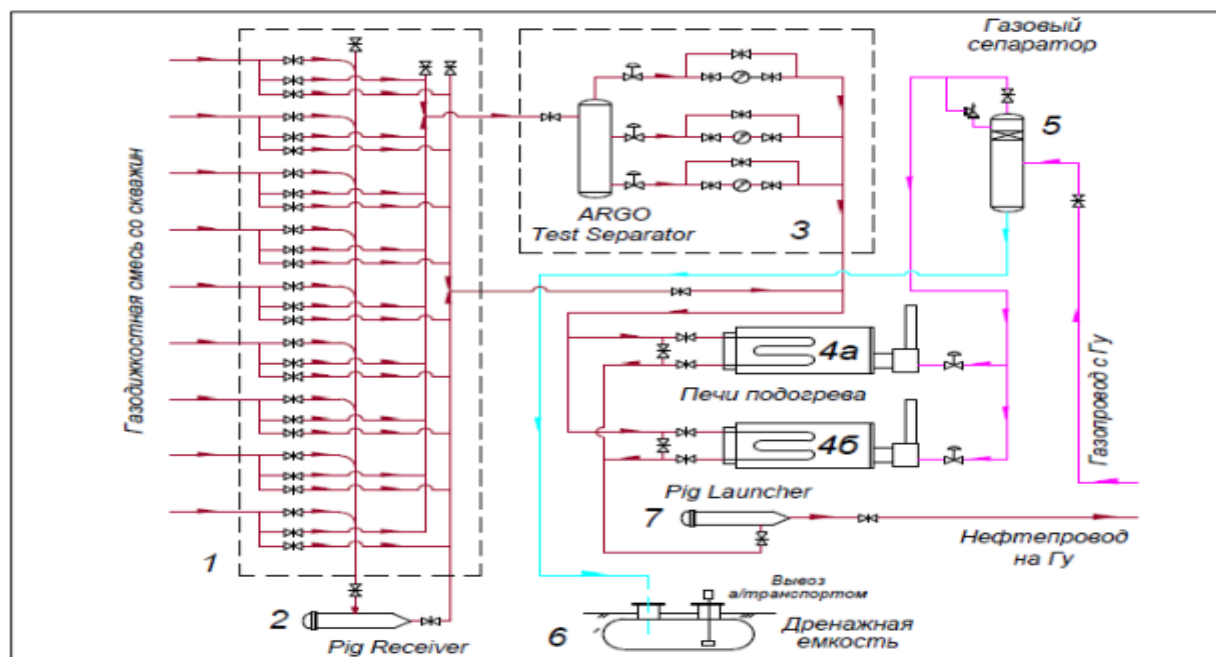 Газовый
сепаратор
5
ARGO
Test Separator
3
Газодижкостная смесь со скважин
4а
Печи подогрева
4б
Газопровод с Гу
Pig Launcher
7
Нефтепровод
на Гу
1
2
Pig Receiver
Вывоз
а/транспортом
6
Дренажная
емкость